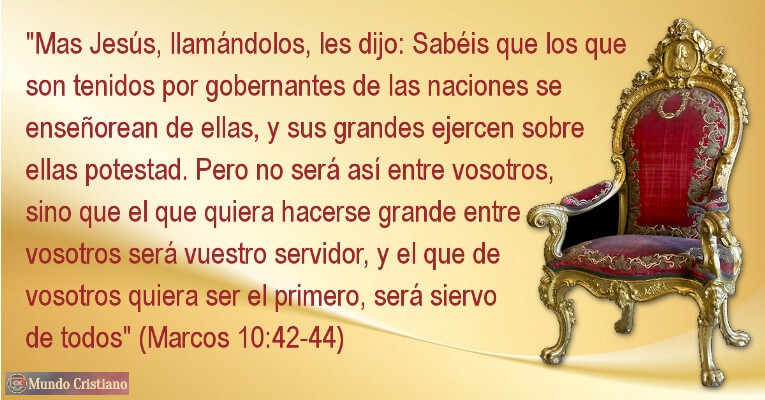 "Mas Jesús, llamándolos, les dijo: Sabéis que los que
son tenidos por gobernantes de las naciones se
enseñorean de ellas, y sus grandes ejercen sobre
ellas potestad. Pero no será así entre vosotros,
sino que el que quiera hacerse grande entre
vosotros será vuestro servidor, y el que de
vosotros quiera ser el primero, será siervo
de todos" (Marcos 10:42-44)
Mundo Cristiano